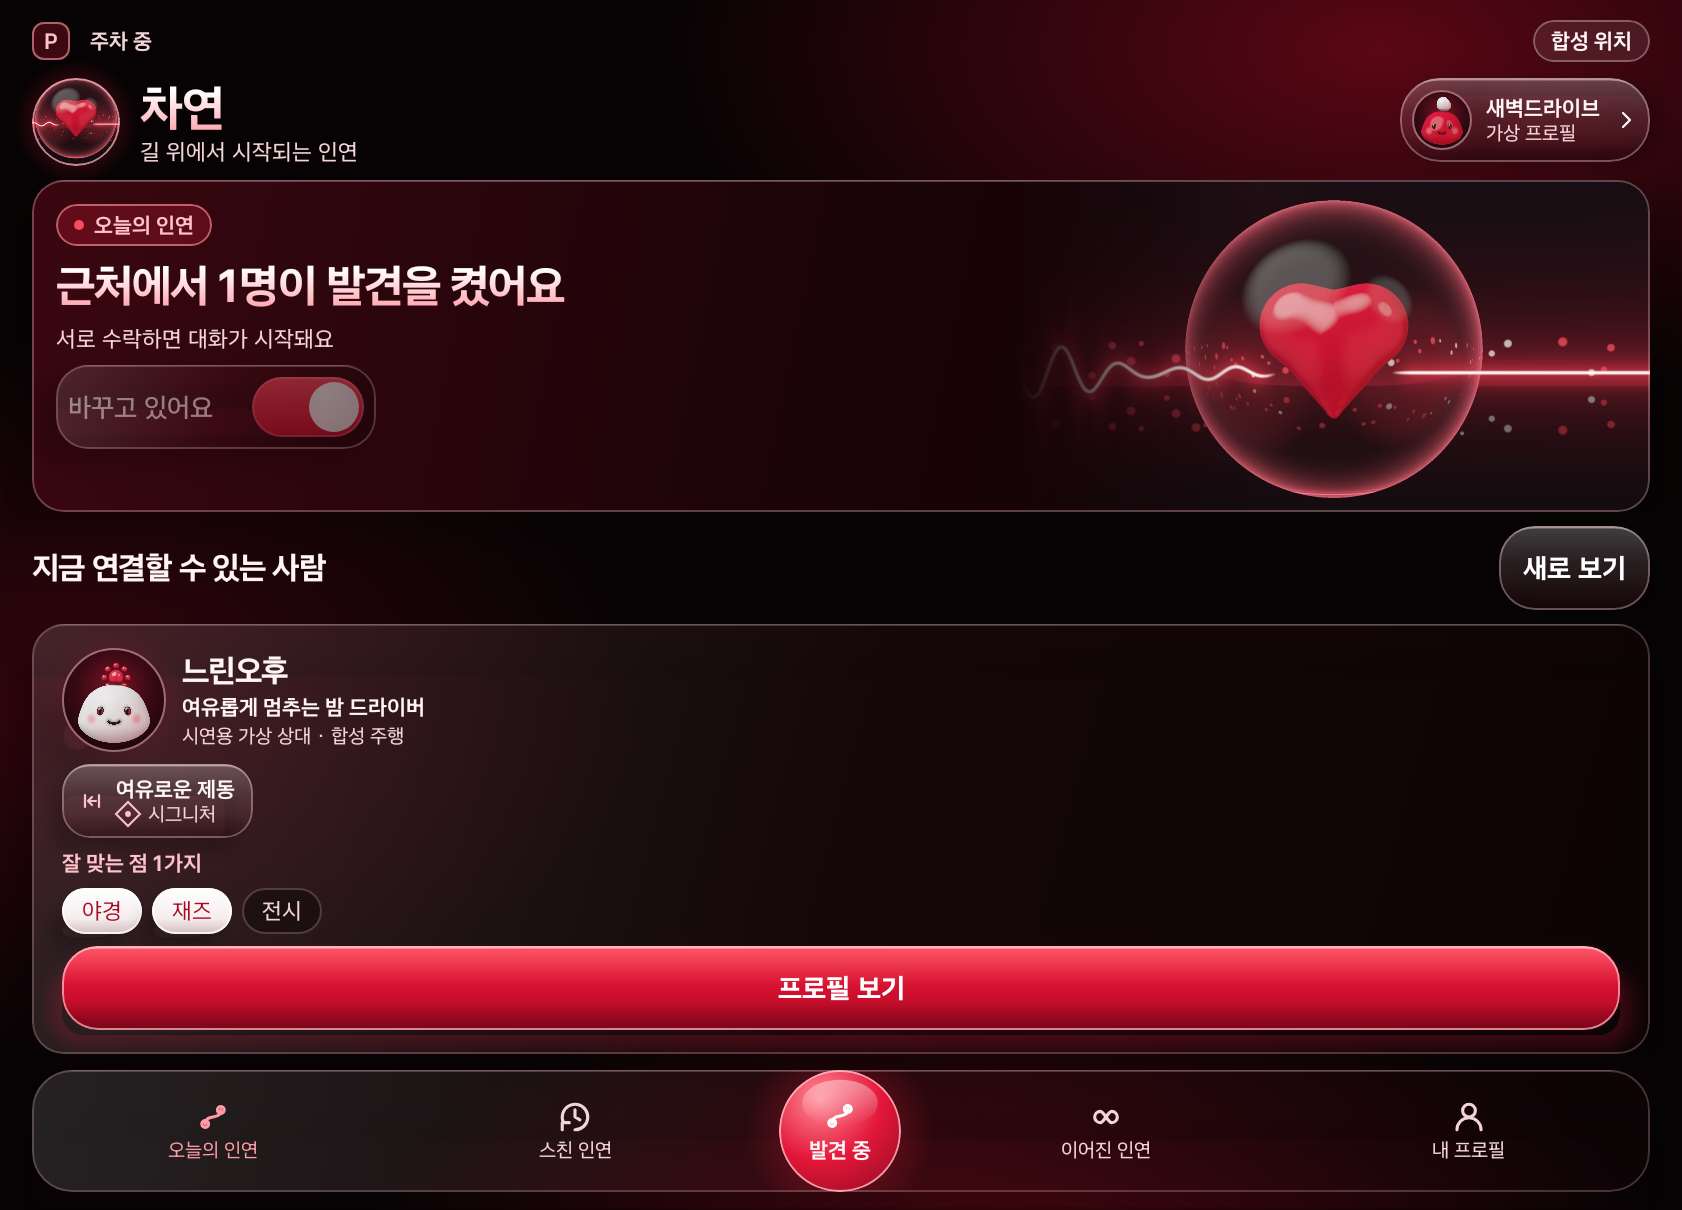 P 주차 중
합성 위치
차연
길 위에서 시작되는 인연
새벽드라이브
가상 프로필
오늘의 인연
근처에서 1명이 발견을 켰어요
서로 수락하면 대화가 시작돼요
바꾸고 있어요
지금 연결할 수 있는 사람
새로 보기
느린오후
여유롭게 멈추는 밤 드라이버
시연용 가상 상대 · 합성 주행
여유로운 제동
시그니처
잘 맞는 점 1가지
야경 재즈 전시
프로필 보기
오늘의 인연
스친 인연
발견 중
이어진 인연
내 프로필